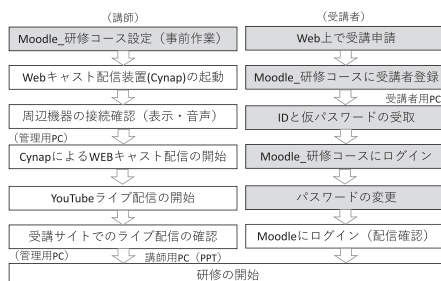 （講師）
Moodle_研修コース設定（事前作業）
Webキャスト配信装置(Cynap)の起動
周辺機器の接続確認（表示・音声）
(管理用PC)
CynapによるWEBキャスト配信の開始
YouTubeライブ配信の開始
受講サイトでのライブ配信の確認
(管理用PC)
講師用PC（PPT）
（受講者）
Web上で受講申請
Moodle_研修コースに受講者登録
受講者用PC
IDと仮パスワードの受取
Moodle_研修コースにログイン
パスワードの変更
Moodleにログイン（配信確認）
研修の開始